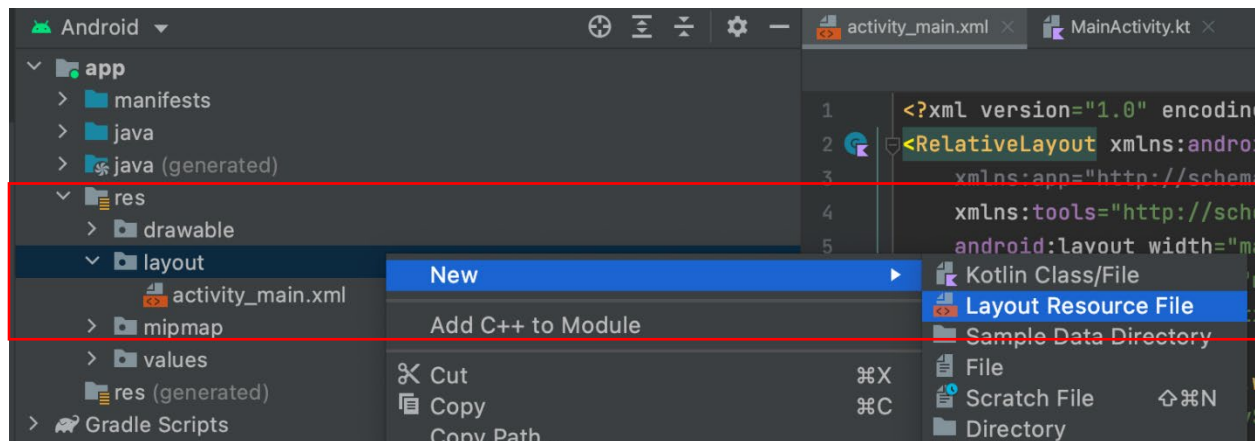 Android
app
manifests
java
java (generated)
res
drawable
layout
activity_main.xml
mipmap
values
res (generated)
Gradle Scripts
activity_main.xml
MainActivity.kt
1 <?xml version="1.0" encodin
2 <RelativeLayout xmlns:androi
3 xmlns:app="http://schema
4 xmlns:tools="http://sch
5 android:layout_width="ma
New
Add C++ to Module
Cut ⌘X
Copy ⌘C
Copy Path
Kotlin Class/File
Layout Resource File
Sample Data Directory
File
Scratch File ⇧⌘N
Directory